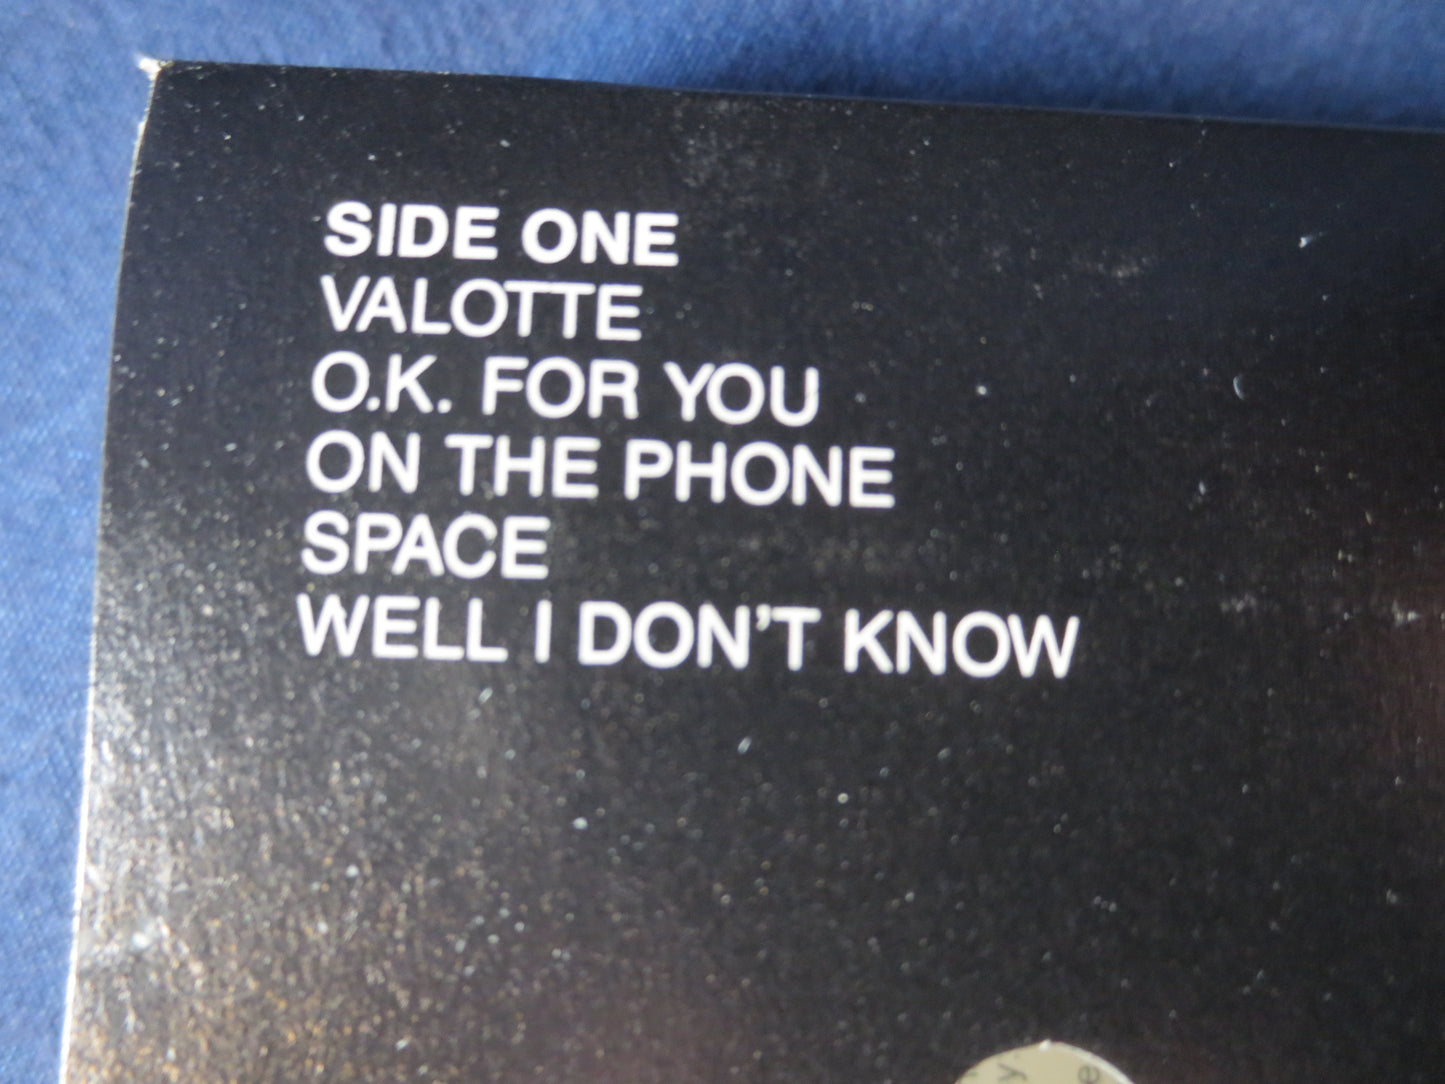 SIDE ONE
VALOTTE
O.K. FOR YOU
ON THE PHONE
SPACE
WELL I DON'T KNOW